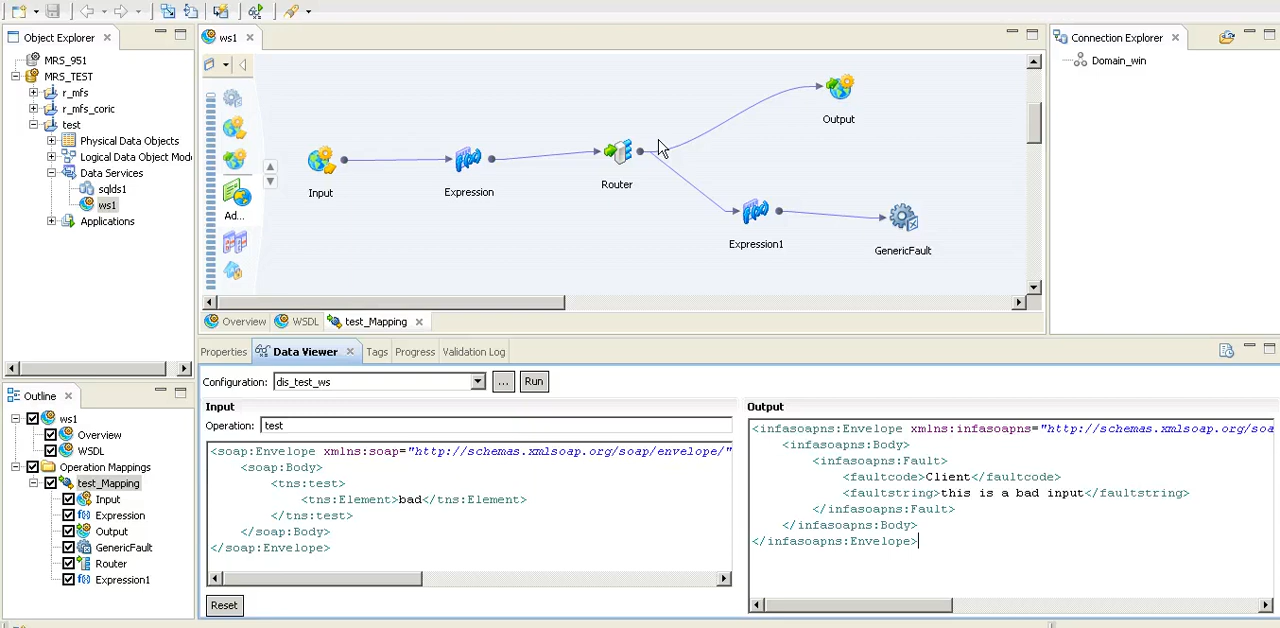 Object Explorer
MRS_951
MRS_TEST
r_mfs
r_mfs_coric
test
Physical Data Objects
Logical Data Object Mode
Data Services
sqlds1
ws1
Applications
ws1
Ad...
Input
Expression
Router
Output
Expression1
GenericFault
Overview
WSDL
test_Mapping
Connection Explorer
Domain_win
Outline
ws1
Overview
WSDL
Operation Mappings
test_Mapping
Input
Expression
Output
GenericFault
Router
Expression1
Properties
Data Viewer
Tags
Progress
Validation Log
Configuration:
dis_test_ws
...
Run
Input
Operation:
test
<soap:Envelope xmlns:soap="http://schemas.xmlsoap.org/soap/envelope/"
<soap:Body>
<tns:test>
<tns:Element>bad</tns:Element>
</tns:test>
</soap:Body>
</soap:Envelope>
Reset
Output
<infasoapns:Envelope xmlns:infasoapns="http://schemas.xmlsoap.org/soa
<infasoapns:Body>
<infasoapns:Fault>
<faultcode>Client</faultcode>
<faultstring>this is a bad input</faultstring>
</infasoapns:Fault>
</infasoapns:Body>
</infasoapns:Envelope>